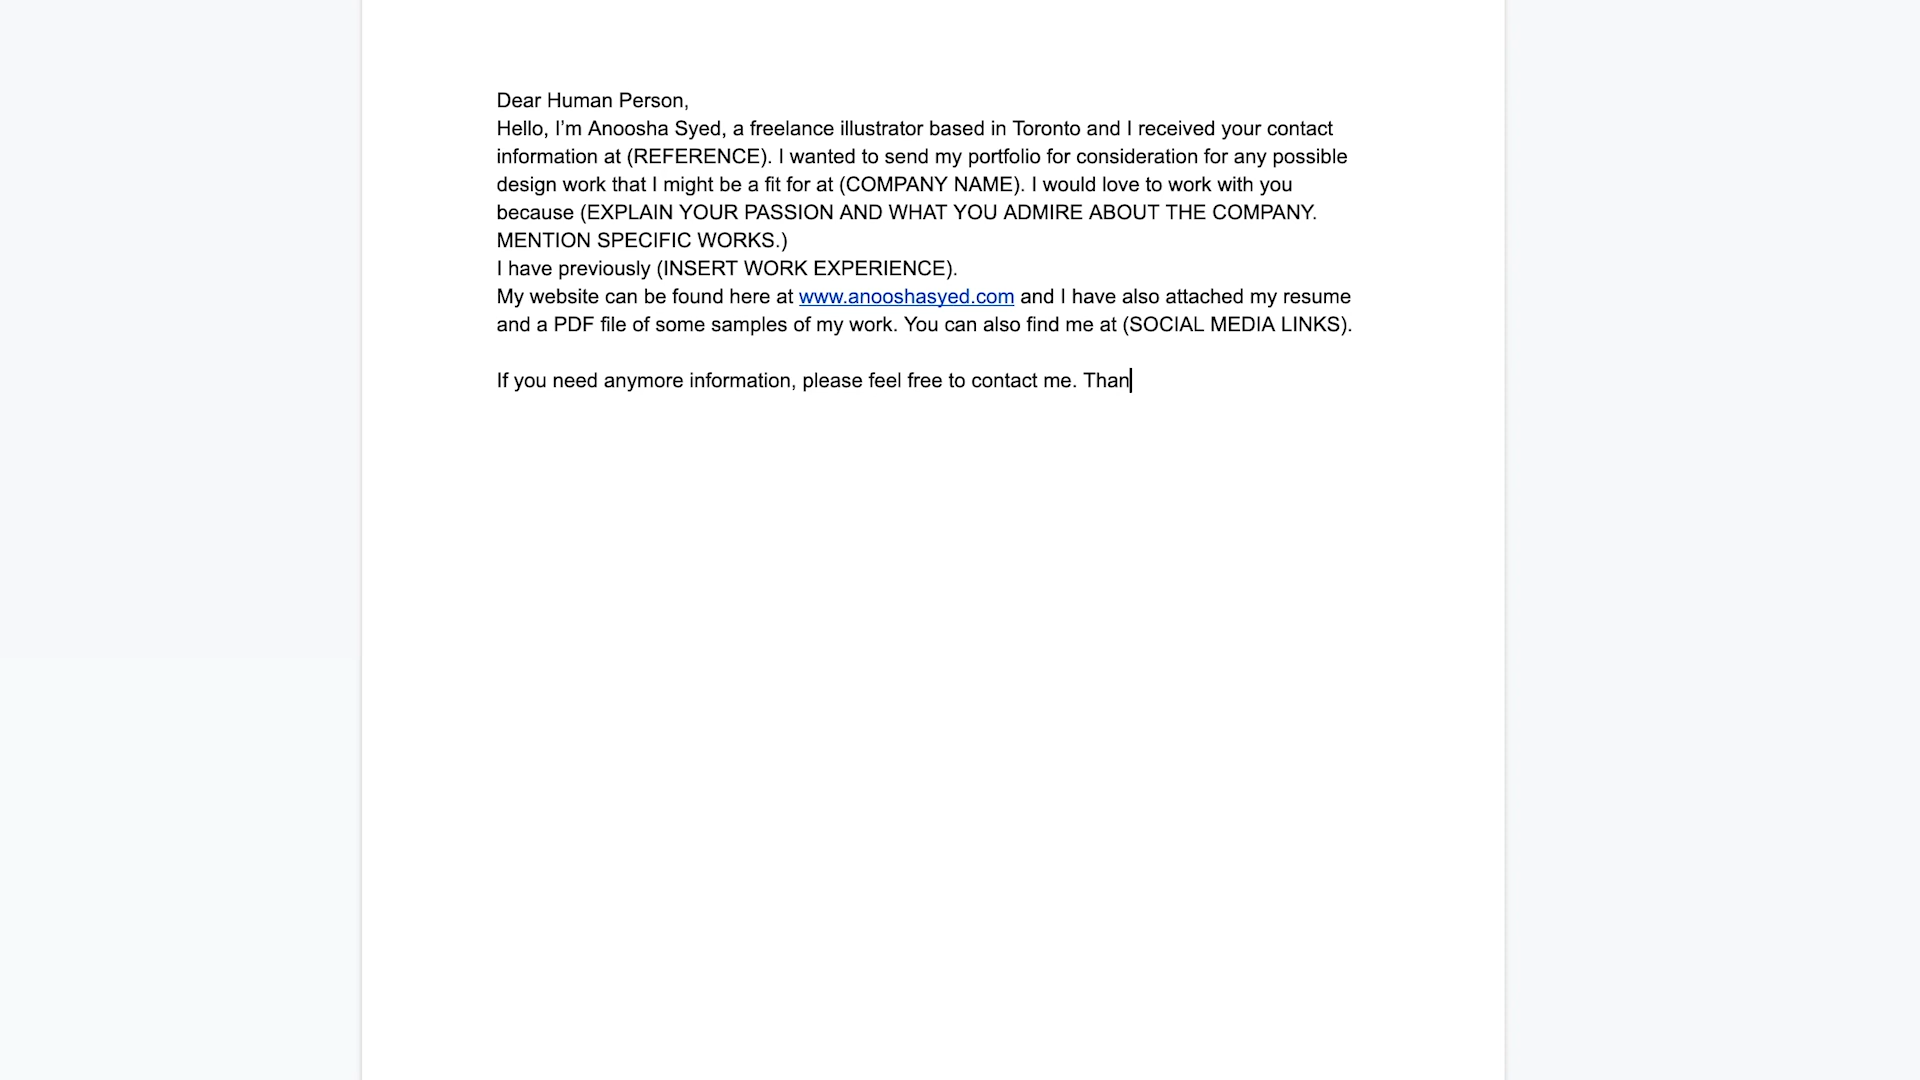 Dear Human Person,
Hello, I’m Anoosha Syed, a freelance illustrator based in Toronto and I received your contact
information at (REFERENCE). I wanted to send my portfolio for consideration for any possible
design work that I might be a fit for at (COMPANY NAME). I would love to work with you
because (EXPLAIN YOUR PASSION AND WHAT YOU ADMIRE ABOUT THE COMPANY.
MENTION SPECIFIC WORKS.)
I have previously (INSERT WORK EXPERIENCE).
My website can be found here at www.anooshasyed.com and I have also attached my resume
and a PDF file of some samples of my work. You can also find me at (SOCIAL MEDIA LINKS).
If you need anymore information, please feel free to contact me. Than